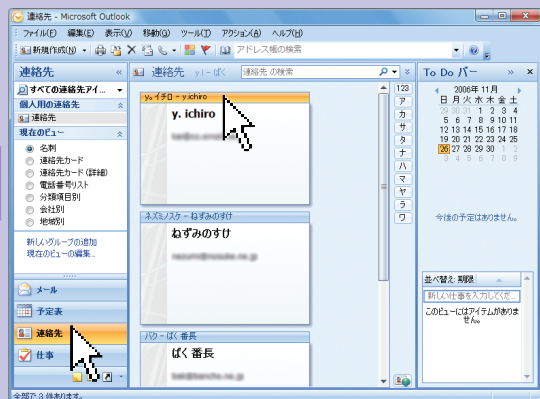 連絡先 - Microsoft Outlook
ファイル(F) 編集(E) 表示(V) 移動(G) ツール(T) アクション(A) ヘルプ(H)
新規作成(N) アドレス帳の検索
連絡先 «
すべての連絡先アイ...
個人用の連絡先
連絡先
現在のビュー
名刺
連絡先カード
連絡先カード(詳細)
電話番号リスト
分類項目別
会社別
地域別
新しいグループの追加
現在のビューの編集...
メール
予定表
連絡先
仕事
連絡先 y.i - ばく 連絡先 の検索
y。イチロ - y.ichiro
y. ichiro
ネズミノスケ - ねずみのすけ
ねずみのすけ
バク - ばく 番長
ばく 番長
123
ア
カ
サ
タ
ナ
ハ
マ
ヤ
ラ
ワ
To Do バー » ×
2006年 11月
日 月 火 水 木 金 土
29 30 31 1 2 3 4
5 6 7 8 9 10 11
12 13 14 15 16 17 18
19 20 21 22 23 24 25
26 27 28 29 30 1 2
3 4 5 6 7 8 9
今後の予定はありません。
並べ替え: 期限
新しい仕事を入力してくだ...
このビューにはアイテムがありま
せん。
全部で 3 件あります。